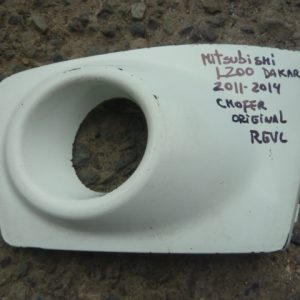 MITSUBISHI
L200 DAKAR
2011-2014
CHOFER
ORIGINAL
REVL